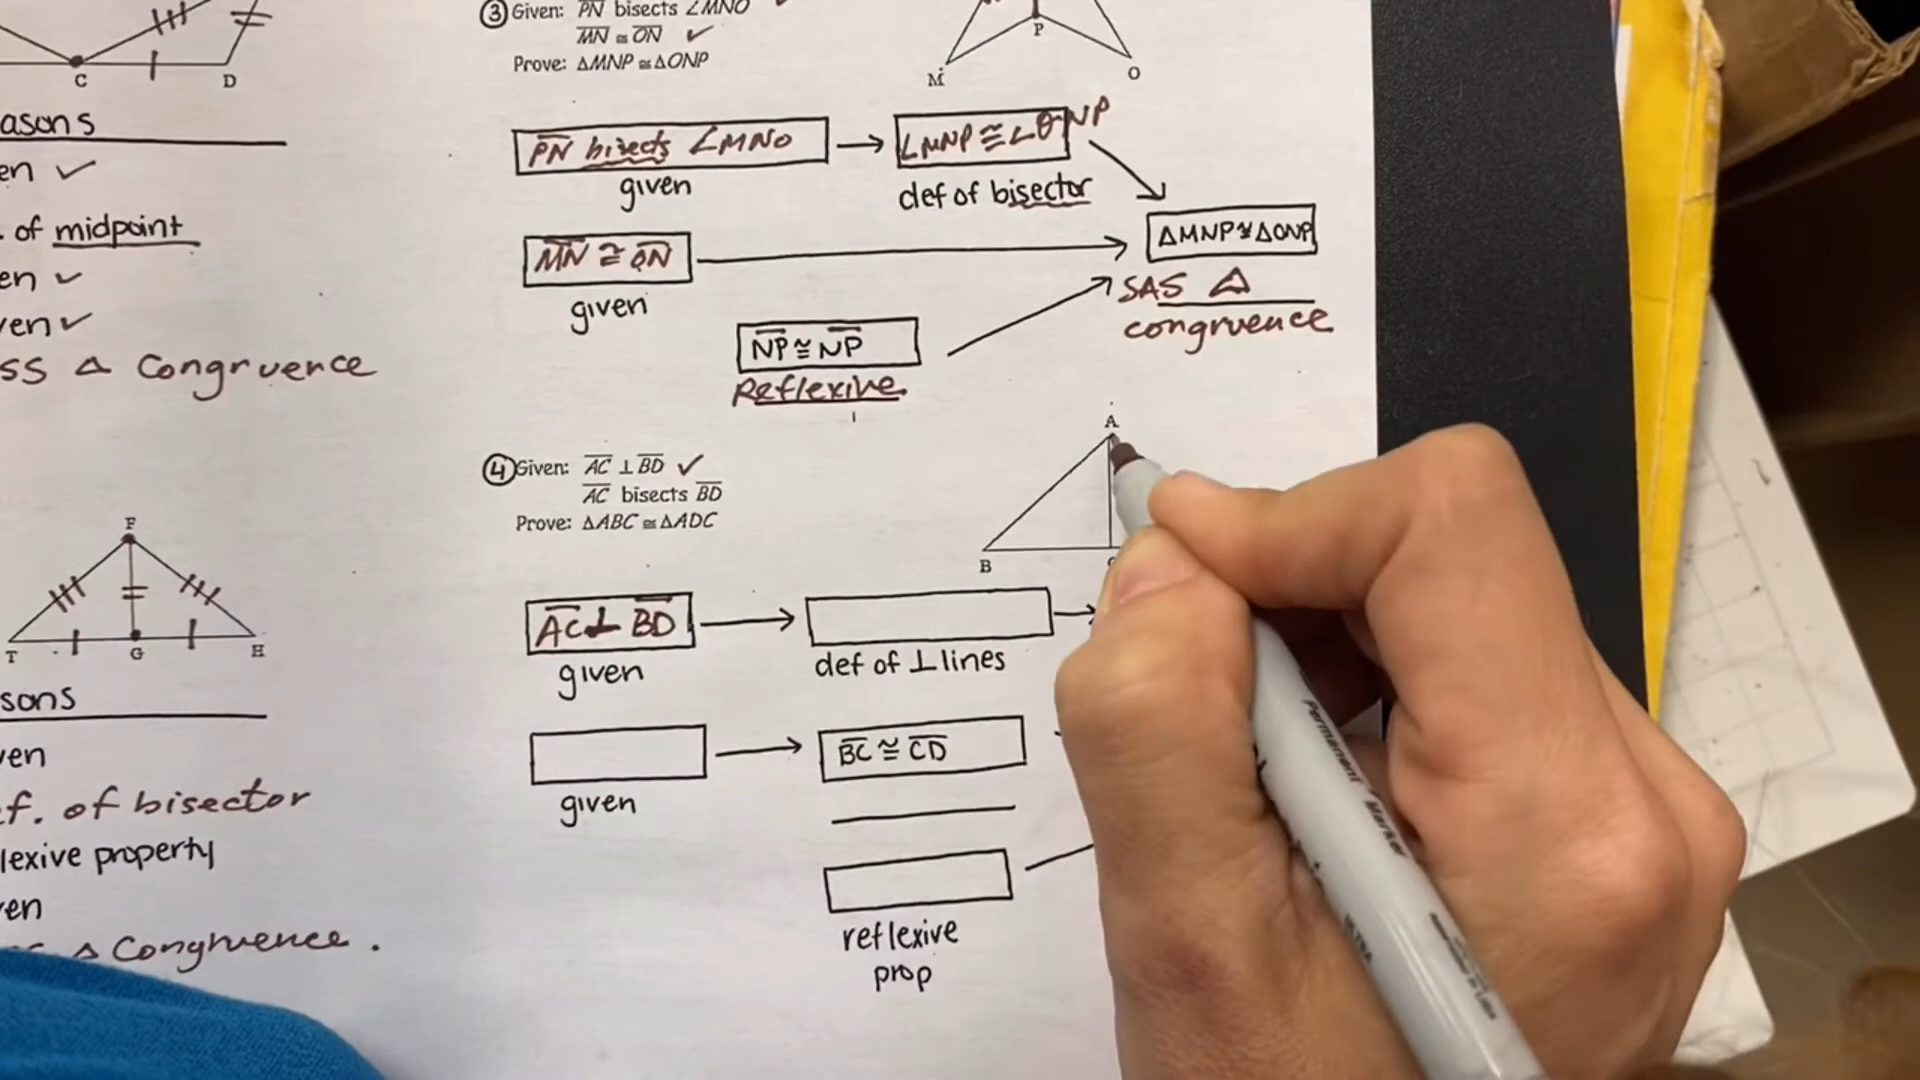 C
D
asons
en ✓
. of midpoint
en ✓
ven ✓
SS △ Congruence
F
T
G
H
sons
ven
f. of bisector
lexive property
en
△ Congruence.
③ Given: PN bisects ∠MNO
MN ≅ ON ✓
Prove: △MNP ≅ △ONP
P
M
O
PN bisects ∠MNO
given
∠MNP ≅ ∠ONP
def of bisector
MN ≅ ON
given
NP ≅ NP
Reflexive
△MNP ≅ △ONP
SAS △
congruence
④ Given: AC ⊥ BD ✓
AC bisects BD
Prove: △ABC ≅ △ADC
A
B
AC ⊥ BD
given
def of ⊥ lines
given
BC ≅ CD
reflexive
prop
Permanent Marker